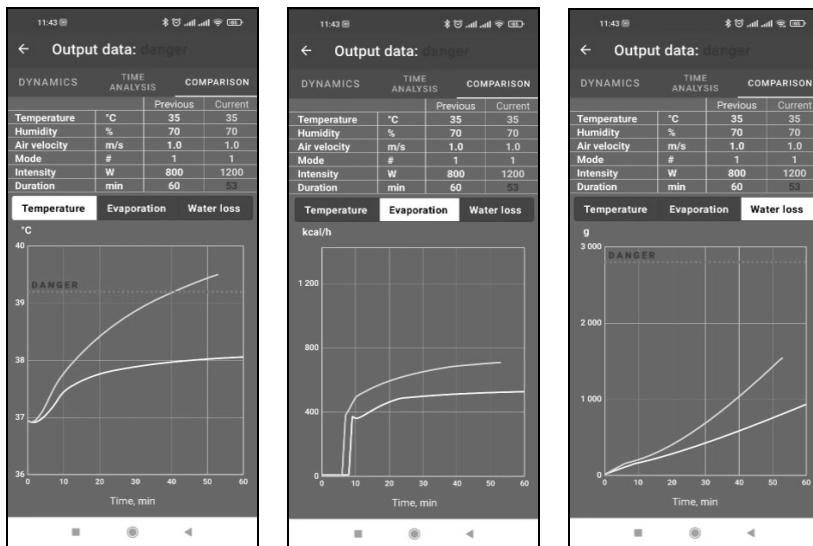 11:43
61
Output data: danger
DYNAMICS
TIME ANALYSIS
COMPARISON
Previous Current
Temperature °C 35 35
Humidity % 70 70
Air velocity m/s 1.0 1.0
Mode # 1 1
Intensity W 800 1200
Duration min 60 53
Temperature Evaporation Water loss
°C
40
DANGER
39
38
37
36
0 10 20 30 40 50 60
Time, min
11:43
61
Output data: danger
DYNAMICS
TIME ANALYSIS
COMPARISON
Previous Current
Temperature °C 35 35
Humidity % 70 70
Air velocity m/s 1.0 1.0
Mode # 1 1
Intensity W 800 1200
Duration min 60 53
Temperature Evaporation Water loss
kcal/h
1 200
800
400
0
0 10 20 30 40 50 60
Time, min
11:43
Output data: danger
DYNAMICS
TIME ANALYSIS
COMPARISON
Previous Current
Temperature °C 35 35
Humidity % 70 70
Air velocity m/s 1.0 1.0
Mode # 1 1
Intensity W 800 1200
Duration min 60 53
Temperature Evaporation Water loss
g
3 000
DANGER
2 000
1 000
0
0 10 20 30 40 50 60
Time, min